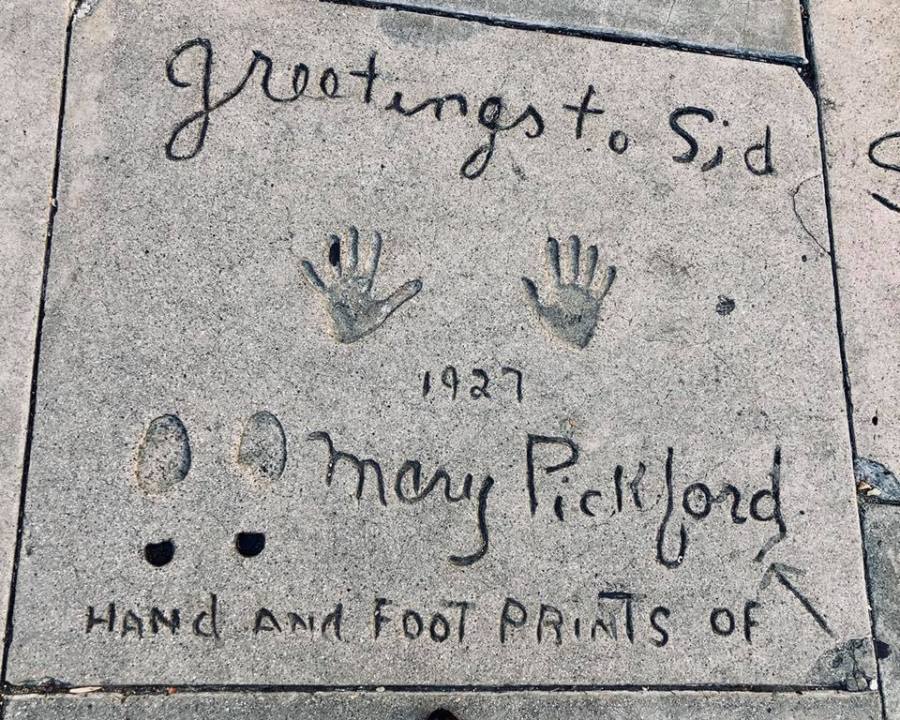 Greetings to Sid
1927
Mary Pickford
HANd ANd FOOT PRINTS OF